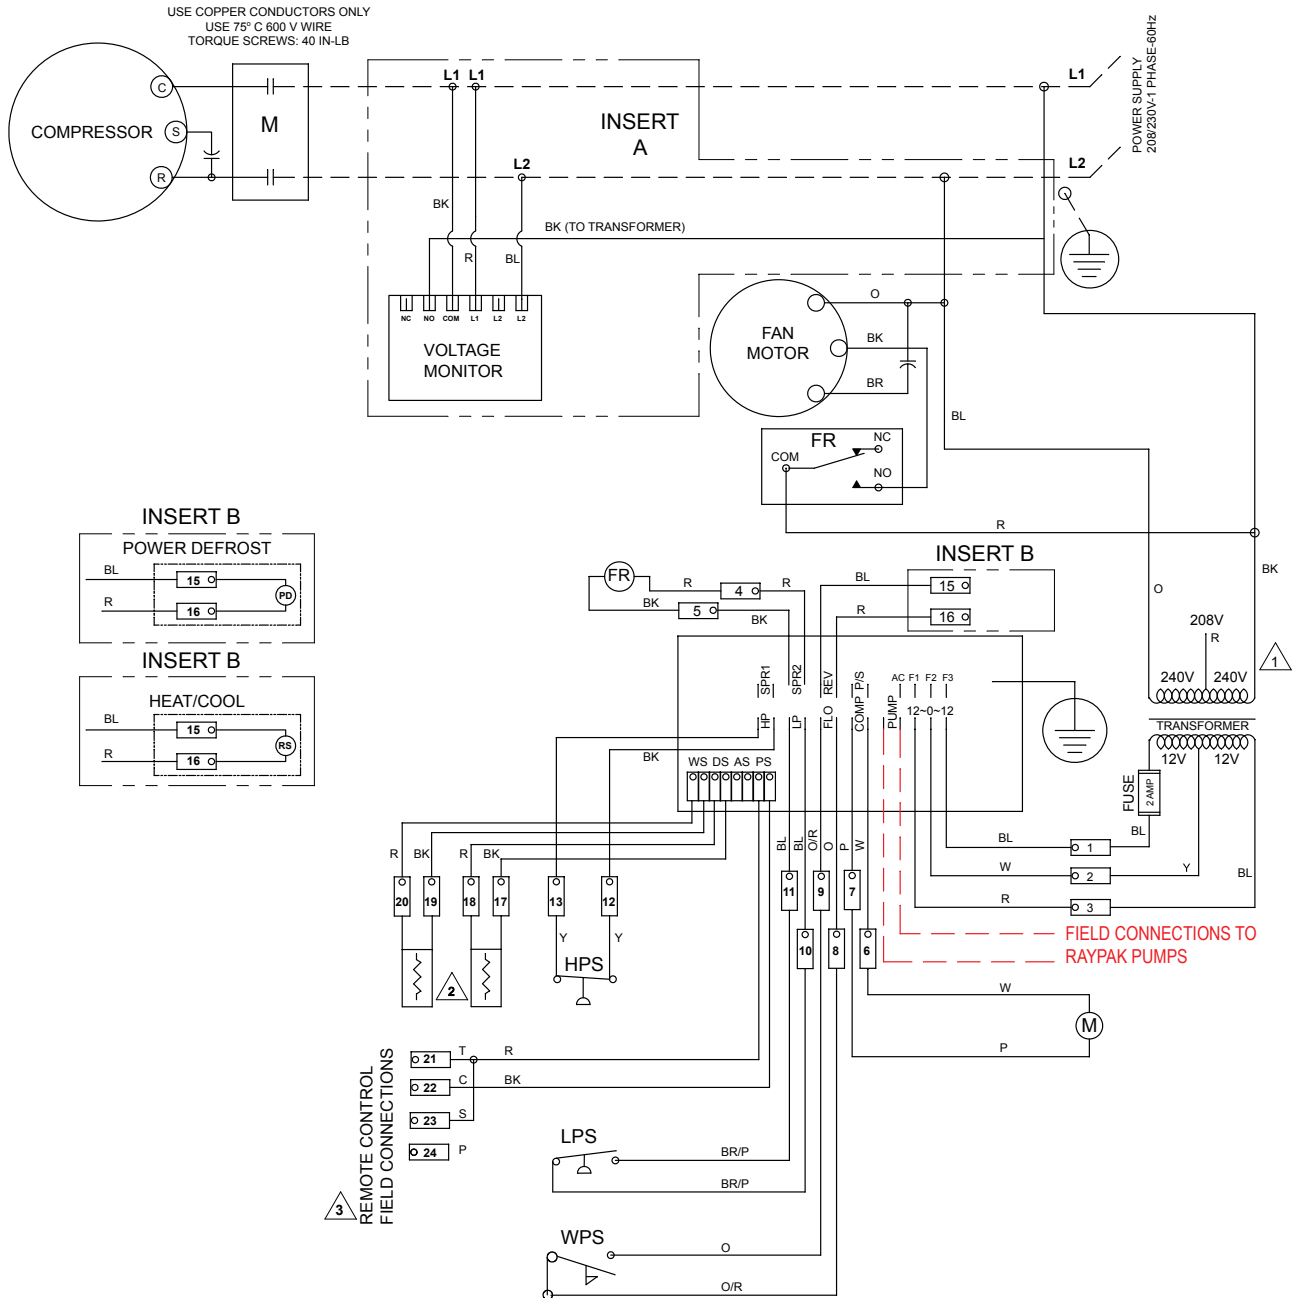 USE COPPER CONDUCTORS ONLY
USE 75° C 600 V WIRE
TORQUE SCREWS: 40 IN-LB
COMPRESSOR
C
S
R
M
L1 L1
L1
INSERT
A
L2
L2
POWER SUPPLY
208/230V-1 PHASE-60Hz
BK
R
BL
BK (TO TRANSFORMER)
NC NO COM L1 L2 L2
VOLTAGE
MONITOR
FAN
MOTOR
O
BK
BR
BL
FR
COM
NC
NO
R
INSERT B
POWER DEFROST
BL
15
R
16
PD
INSERT B
HEAT/COOL
BL
15
R
16
RS
FR
R
4
R
BK
5
BK
INSERT B
BL
15
R
16
O
BK
208V
R
240V
240V
1
TRANSFORMER
12V
12V
FUSE
2 AMP
BL
Y
BL
HP SPR1
LP SPR2
FLO REV
COMP P/S
PUMP
AC F1 F2 F3
12~0~12
BK
WS DS AS PS
R BK R BK
BL BL O/R O P W
20 19 18 17 13 12
11 9 7
10 8 6
BL
1
W
2
R
3
FIELD CONNECTIONS TO
RAYPAK PUMPS
Y Y
HPS
2
W
M
P
REMOTE CONTROL
FIELD CONNECTIONS
3
21 T R
22 C BK
23 S
24 P
LPS
BR/P
BR/P
WPS
O
O/R